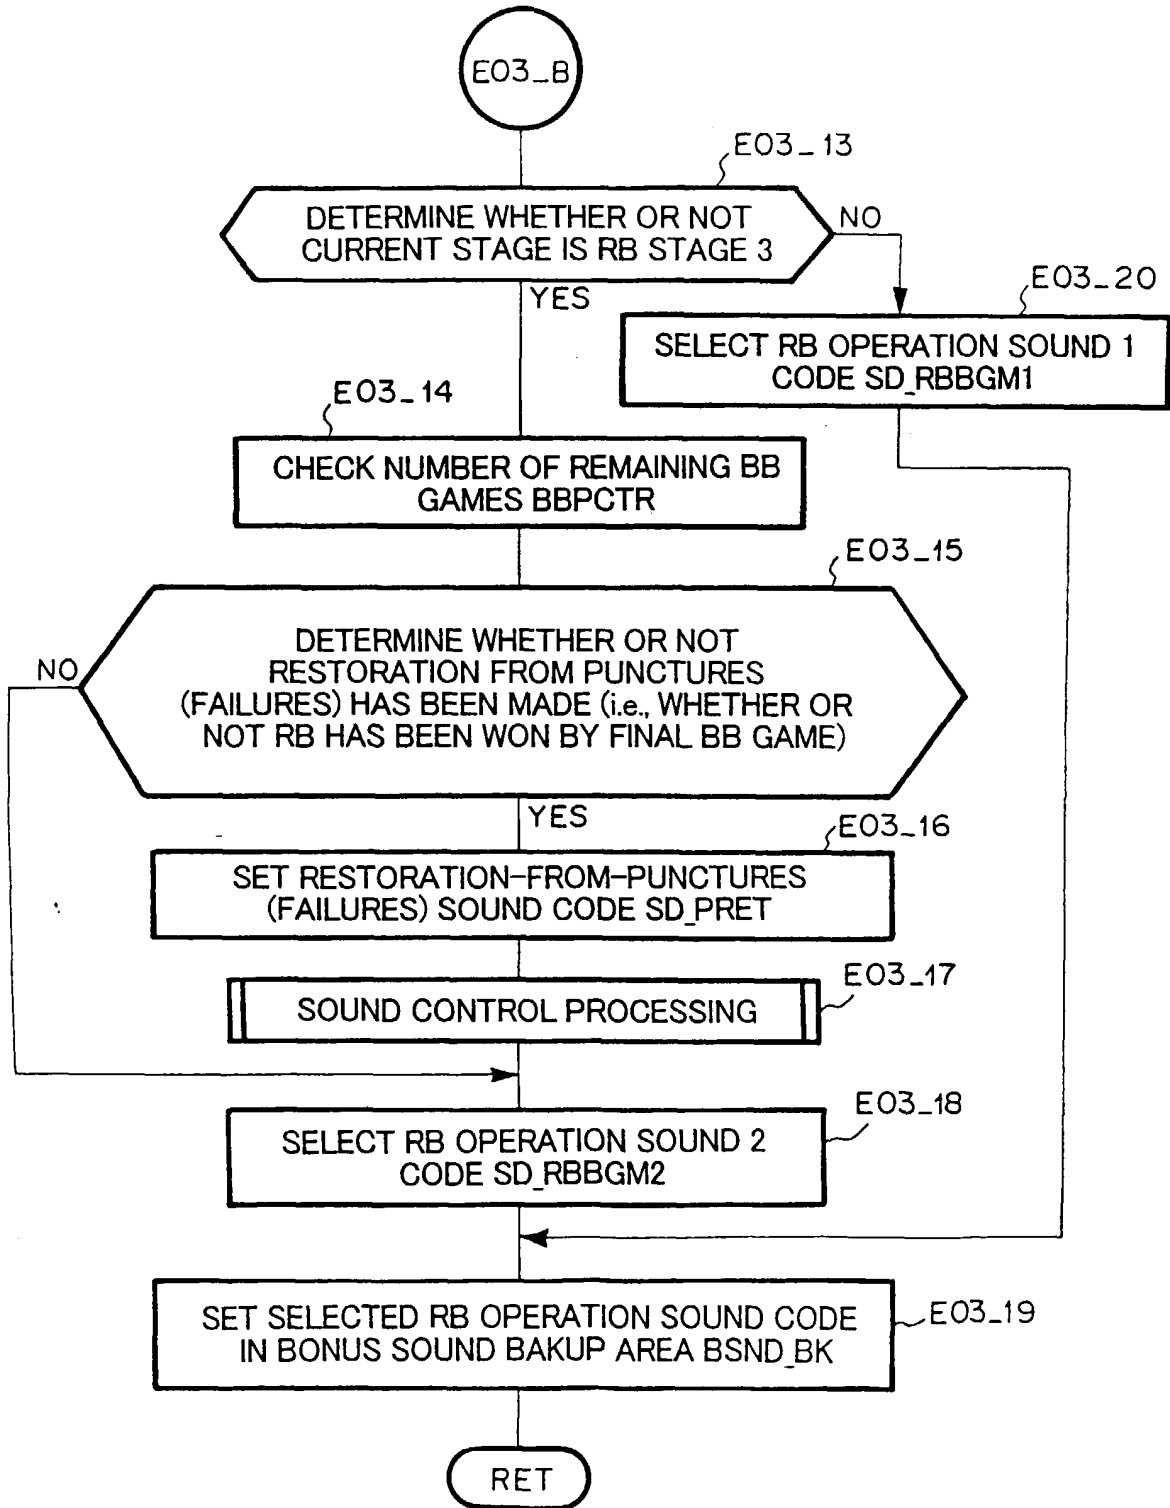 E03_B
E03_13
DETERMINE WHETHER OR NOT
CURRENT STAGE IS RB STAGE 3
NO
YES
E03_20
SELECT RB OPERATION SOUND 1
CODE SD_RBBGM1
E03_14
CHECK NUMBER OF REMAINING BB
GAMES BBPCTR
E03_15
DETERMINE WHETHER OR NOT
RESTORATION FROM PUNCTURES
(FAILURES) HAS BEEN MADE (i.e., WHETHER OR
NOT RB HAS BEEN WON BY FINAL BB GAME)
NO
YES
E03_16
SET RESTORATION-FROM-PUNCTURES
(FAILURES) SOUND CODE SD_PRET
E03_17
SOUND CONTROL PROCESSING
E03_18
SELECT RB OPERATION SOUND 2
CODE SD_RBBGM2
E03_19
SET SELECTED RB OPERATION SOUND CODE
IN BONUS SOUND BAKUP AREA BSND_BK
RET